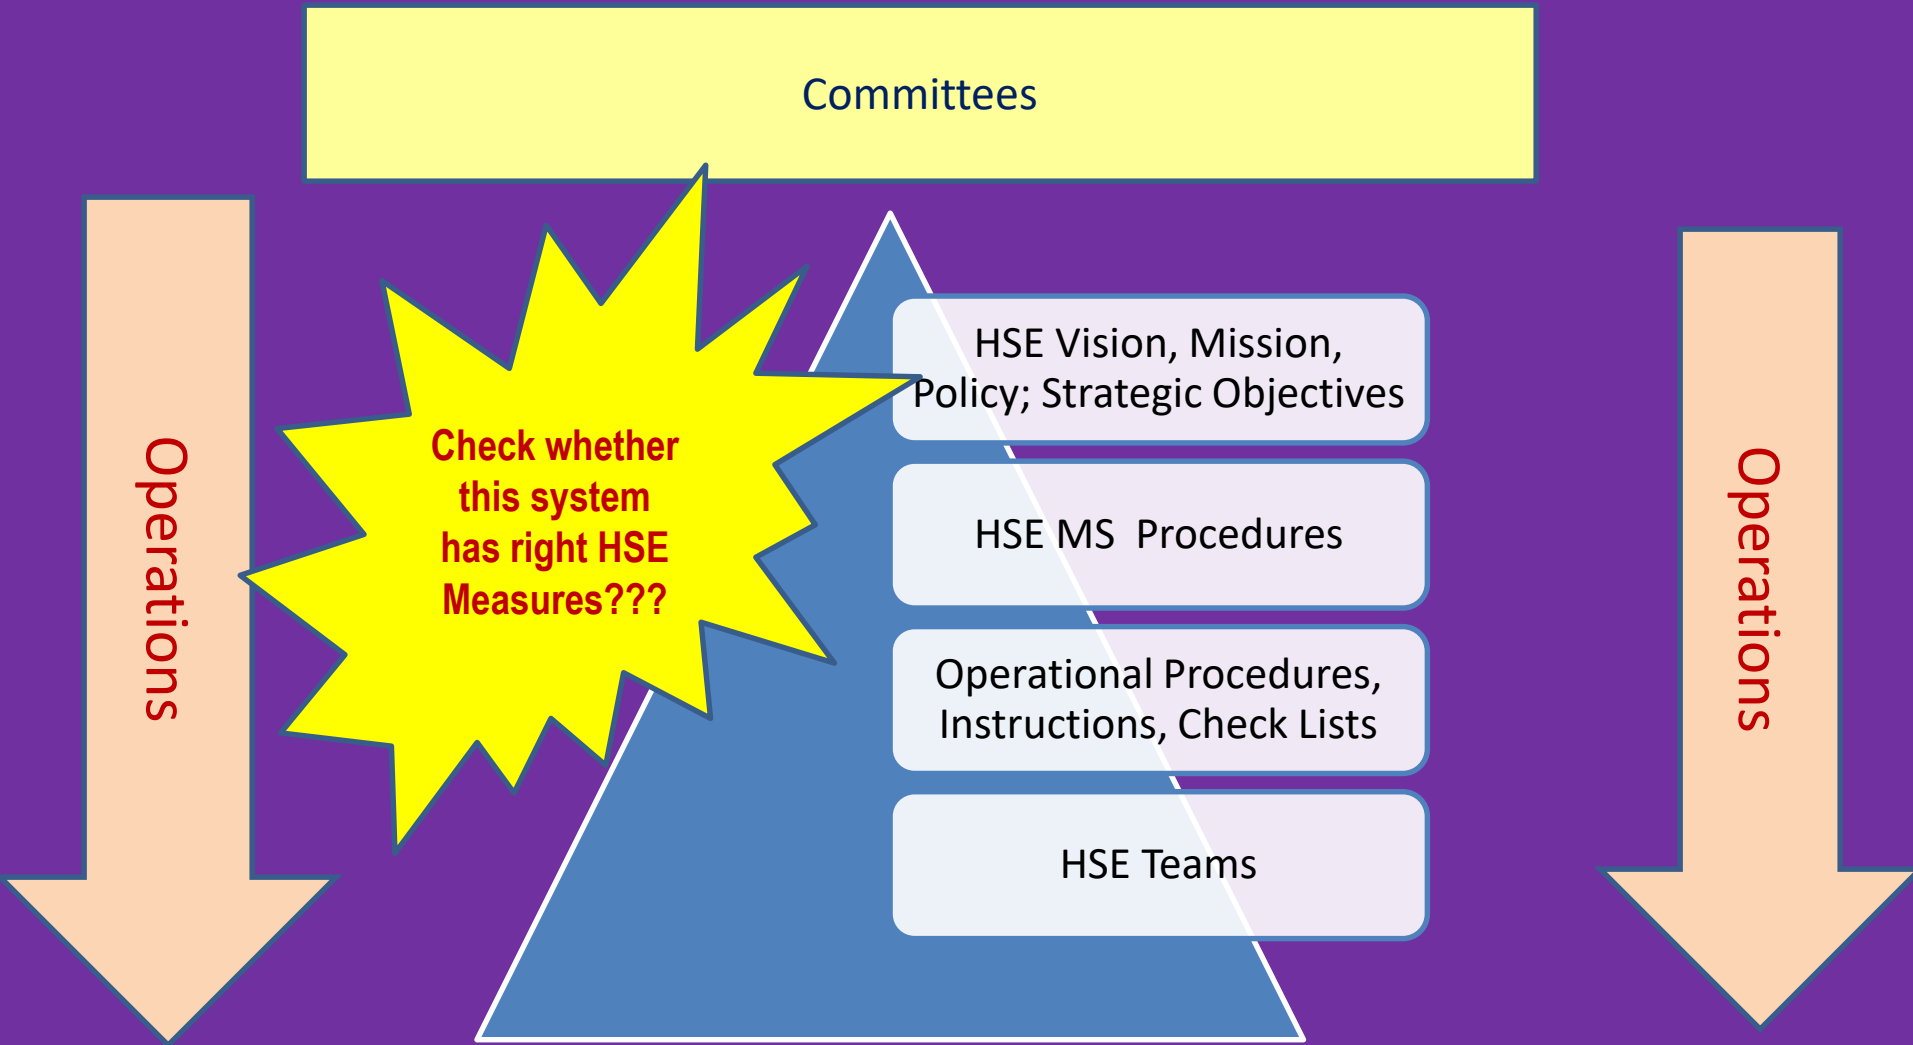 Committees
Operations
Check whether
this system
has right HSE
Measures???
HSE Vision, Mission,
Policy; Strategic Objectives
HSE MS  Procedures
Operational Procedures,
Instructions, Check Lists
HSE Teams
Operations